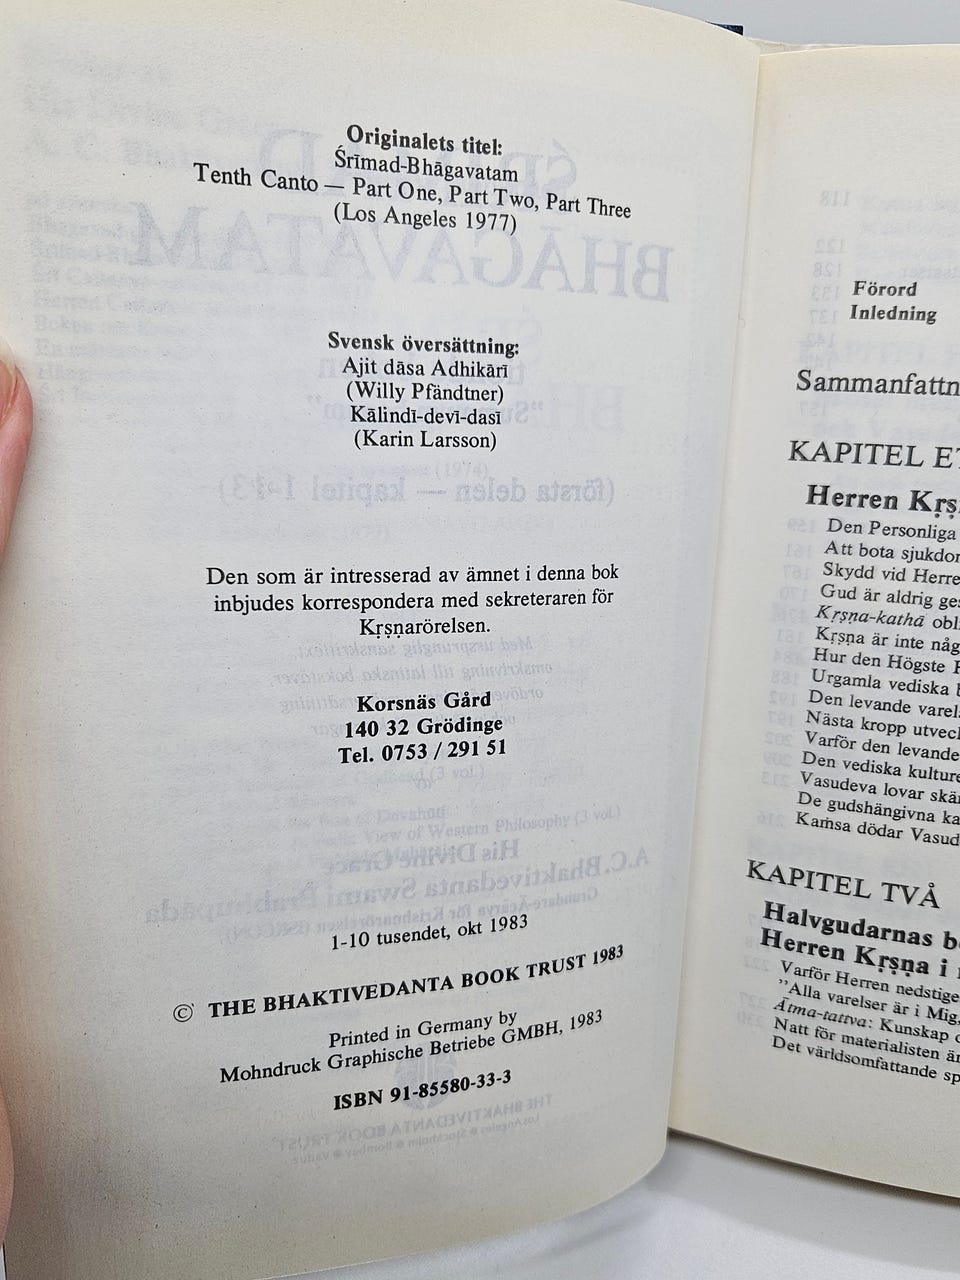 Originalets titel:
Śrīmad-Bhāgavatam
Tenth Canto — Part One, Part Two, Part Three
(Los Angeles 1977)
Svensk översättning:
Ajit dāsa Adhikārī
(Willy Pfändtner)
Kālindī-devī-dasī
(Karin Larsson)
Den som är intresserad av ämnet i denna bok
inbjudes korrespondera med sekreteraren för
Kṛṣṇarörelsen.
Korsnäs Gård
140 32 Grödinge
Tel. 0753 / 291 51
1-10 tusendet, okt 1983
© THE BHAKTIVEDANTA BOOK TRUST 1983
Printed in Germany by
Mohndruck Graphische Betriebe GMBH, 1983
ISBN 91-85580-33-3
Förord
Inledning
Sammanfattn
KAPITEL ET
Herren Kṛṣ
Den Personliga
Att bota sjukdom
Skydd vid Herre
Gud är aldrig ge
Kṛṣṇa-kathā obl
Kṛṣṇa är inte någ
Hur den Högste
Urgamla vediska
Den levande varel
Nästa kropp utveck
Varför den levande
Den vediska kulture
Vasudeva lovar skä
De gudshängivna ka
Kaṁsa dödar Vasud
KAPITEL TVÅ
Halvgudarnas b
Herren Kṛṣṇa i
Varför Herren nedstige
"Alla varelser är i Mig,
Ātma-tattva: Kunskap
Natt för materialisten är
Det världsomfattande sp